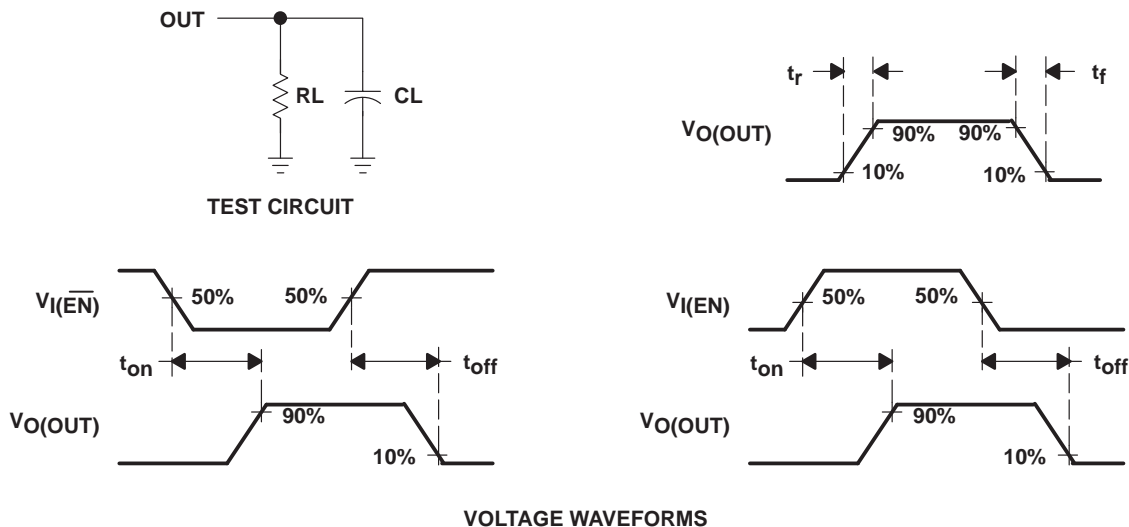 OUT
RL
CL
TEST CIRCUIT
tr
tf
VO(OUT)
90%
90%
10%
10%
VI(E̅N̅)
50%
50%
ton
toff
VO(OUT)
90%
10%
VI(EN)
50%
50%
ton
toff
VO(OUT)
90%
10%
VOLTAGE WAVEFORMS